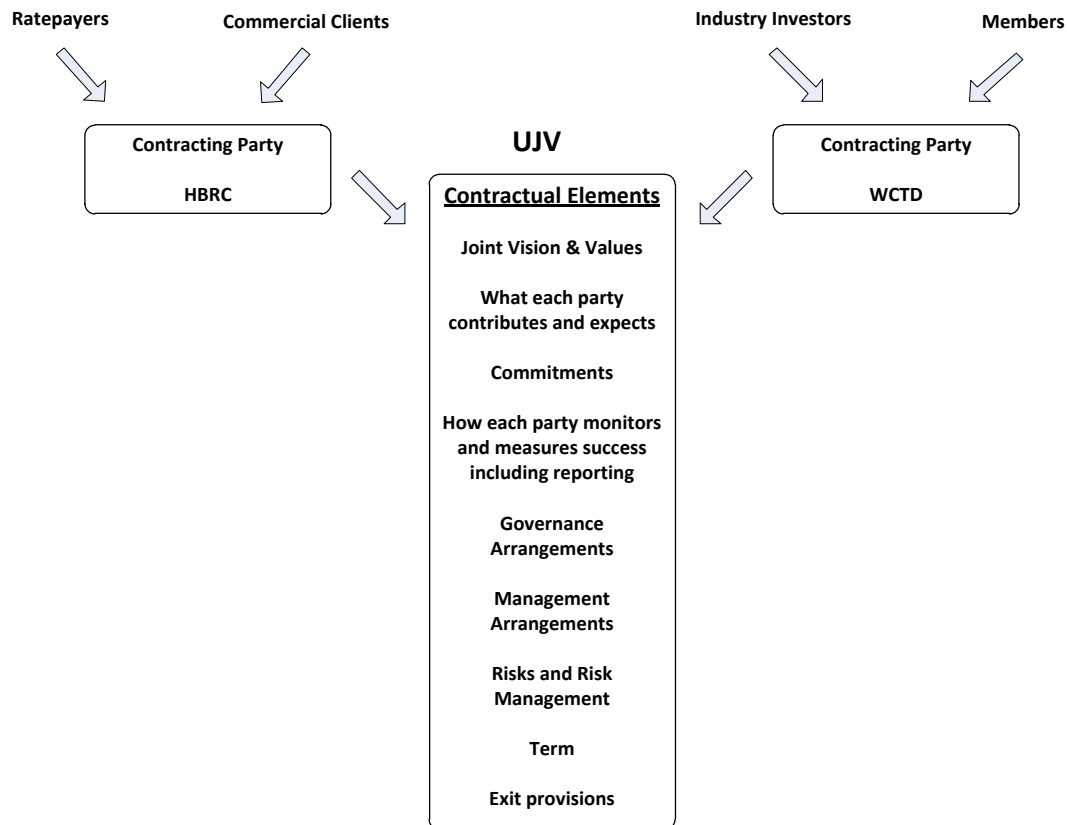 Ratepayers
Commercial Clients
Industry Investors
Members
Contracting Party
HBRC
UJV
Contracting Party
WCTD
Contractual Elements
Joint Vision & Values
What each party
contributes and expects
Commitments
How each party monitors
and measures success
including reporting
Governance
Arrangements
Management
Arrangements
Risks and Risk
Management
Term
Exit provisions